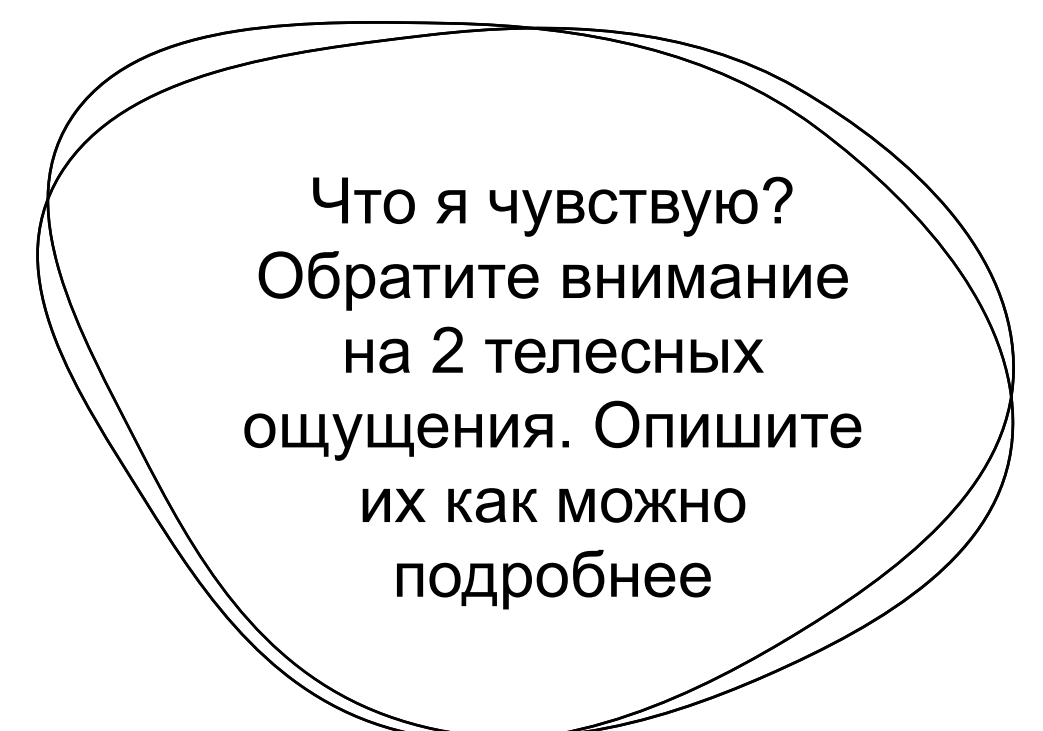 Что я чувствую?
Обратите внимание
на 2 телесных
ощущения. Опишите
их как можно
подробнее